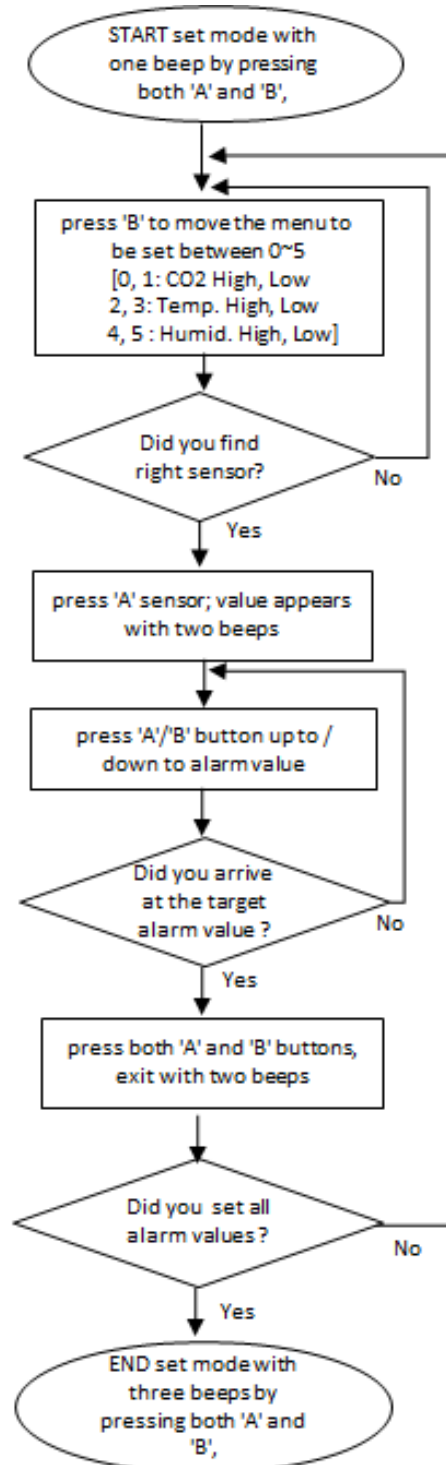 START set mode with
one beep by pressing
both 'A' and 'B',
press 'B' to move the menu to
be set between 0~5
[0, 1: CO2 High, Low
2, 3: Temp. High, Low
4, 5 : Humid. High, Low]
Did you find
right sensor?
No
Yes
press 'A' sensor; value appears
with two beeps
press 'A'/'B' button up to /
down to alarm value
Did you arrive
at the target
alarm value ?
No
Yes
press both 'A' and 'B' buttons,
exit with two beeps
Did you set all
alarm values ?
No
Yes
END set mode with
three beeps by
pressing both 'A' and
'B',